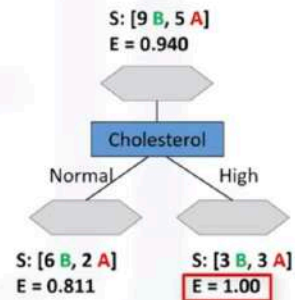 S: [9 B, 5 A]
E = 0.940
Cholesterol
Normal
High
S: [6 B, 2 A]
E = 0.811
S: [3 B, 3 A]
E = 1.00